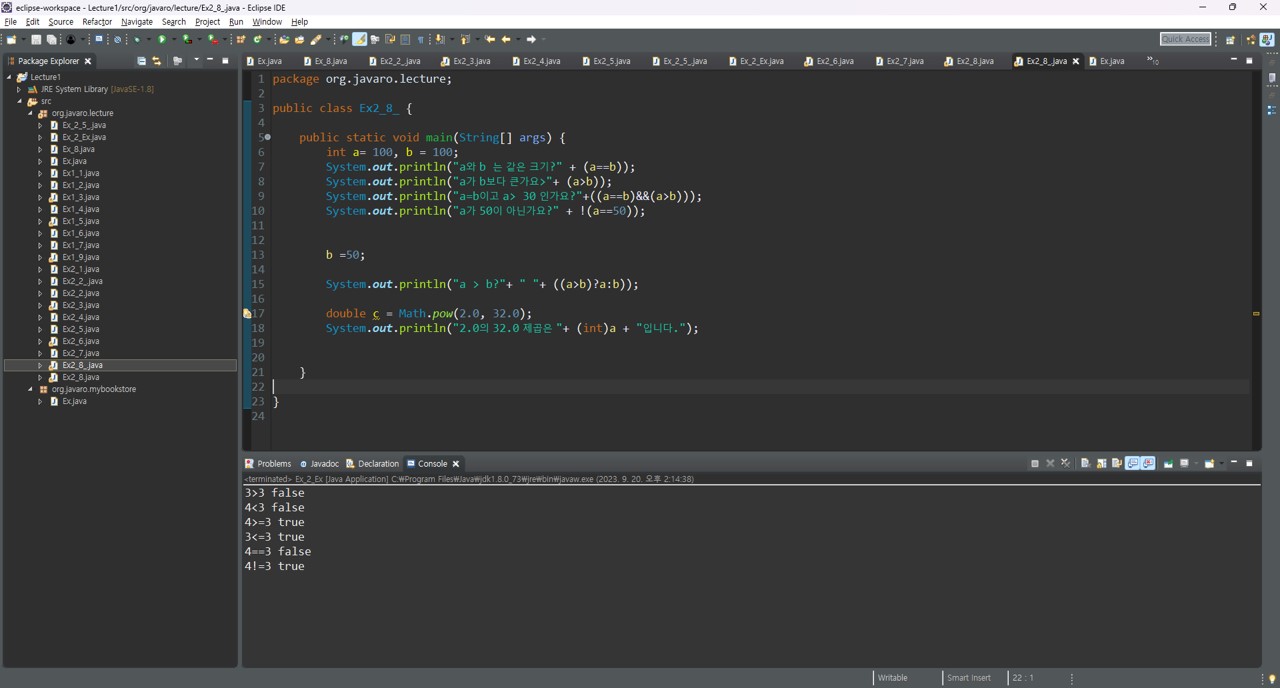 eclipse-workspace - Lecture1/src/org/javaro/lecture/Ex2_8_.java - Eclipse IDE
File Edit Source Refactor Navigate Search Project Run Window Help
Quick Access
Package Explorer
Lecture1
JRE System Library [JavaSE-1.8]
src
org.javaro.lecture
Ex_2_5_.java
Ex_2_Ex.java
Ex_8.java
Ex.java
Ex1_1.java
Ex1_2.java
Ex1_3.java
Ex1_4.java
Ex1_5.java
Ex1_6.java
Ex1_7.java
Ex1_9.java
Ex2_1.java
Ex2_2_.java
Ex2_2.java
Ex2_3.java
Ex2_4.java
Ex2_5.java
Ex2_6.java
Ex2_7.java
Ex2_8_.java
Ex2_8.java
org.javaro.mybookstore
Ex.java
Ex.java Ex_8.java Ex2_2_.java Ex2_3.java Ex2_4.java Ex2_5.java Ex_2_5_.java Ex_2_Ex.java Ex2_6.java Ex2_7.java Ex2_8.java Ex2_8_.java Ex.java »10
1 package org.javaro.lecture;
2
3 public class Ex2_8_ {
4
5 public static void main(String[] args) {
6 int a= 100, b = 100;
7 System.out.println("a와 b 는 같은 크기?" + (a==b));
8 System.out.println("a가 b보다 큰가요>"+ (a>b));
9 System.out.println("a=b이고 a> 30 인가요?"+((a==b)&&(a>b)));
10 System.out.println("a가 50이 아닌가요?" + !(a==50));
11
12
13 b =50;
14
15 System.out.println("a > b?"+ " "+ ((a>b)?a:b));
16
17 double c = Math.pow(2.0, 32.0);
18 System.out.println("2.0의 32.0 제곱은 "+ (int)a + "입니다.");
19
20
21 }
22
23 }
24
Problems Javadoc Declaration Console
<terminated> Ex_2_Ex [Java Application] C:₩Program Files₩Java₩jdk1.8.0_73₩jre₩bin₩javaw.exe (2023. 9. 20. 오후 2:14:38)
3>3 false
4<3 false
4>=3 true
3<=3 true
4==3 false
4!=3 true
Writable Smart Insert 22 : 1